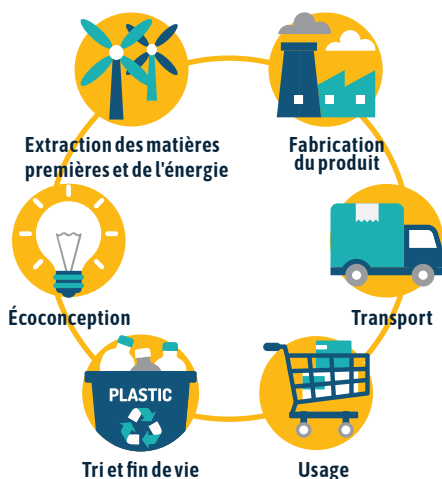 Extraction des matières
premières et de l'énergie
Fabrication
du produit
Transport
Usage
PLASTIC
Tri et fin de vie
Écoconception